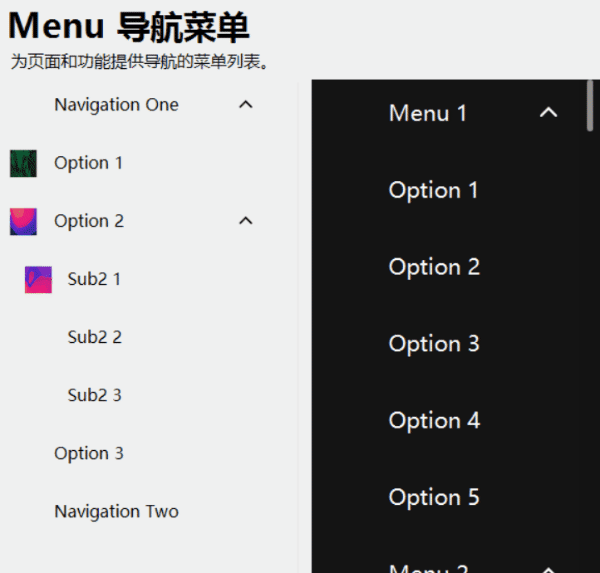 Menu 导航菜单
为页面和功能提供导航的菜单列表。
Navigation One
Option 1
Option 2
Sub2 1
Sub2 2
Sub2 3
Option 3
Navigation Two
Menu 1
Option 1
Option 2
Option 3
Option 4
Option 5
Menu 2